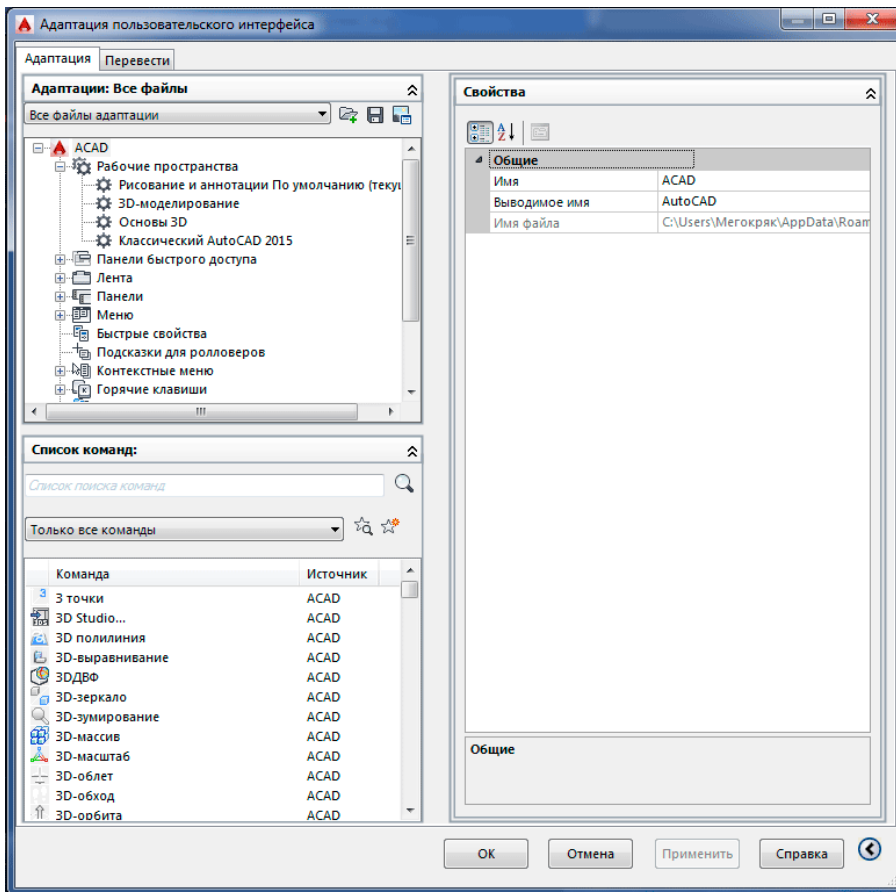 Адаптация пользовательского интерфейса
Адаптация Перевести
Адаптации: Все файлы
Все файлы адаптации
ACAD
Рабочие пространства
Рисование и аннотации По умолчанию (теку
3D-моделирование
Основы 3D
Классический AutoCAD 2015
Панели быстрого доступа
Лента
Панели
Меню
Быстрые свойства
Подсказки для ролловеров
Контекстные меню
Горячие клавиши
Список команд:
Список поиска команд
Только все команды
Команда Источник
3 точки ACAD
3D Studio... ACAD
3D полилиния ACAD
3D-выравнивание ACAD
3ДДВФ ACAD
3D-зеркало ACAD
3D-зумирование ACAD
3D-массив ACAD
3D-масштаб ACAD
3D-облет ACAD
3D-обход ACAD
3D-орбита ACAD
Свойства
Общие
Имя ACAD
Выводимое имя AutoCAD
Имя файла C:\Users\Мегокряк\AppData\Roam
Общие
ОК Отмена Применить Справка